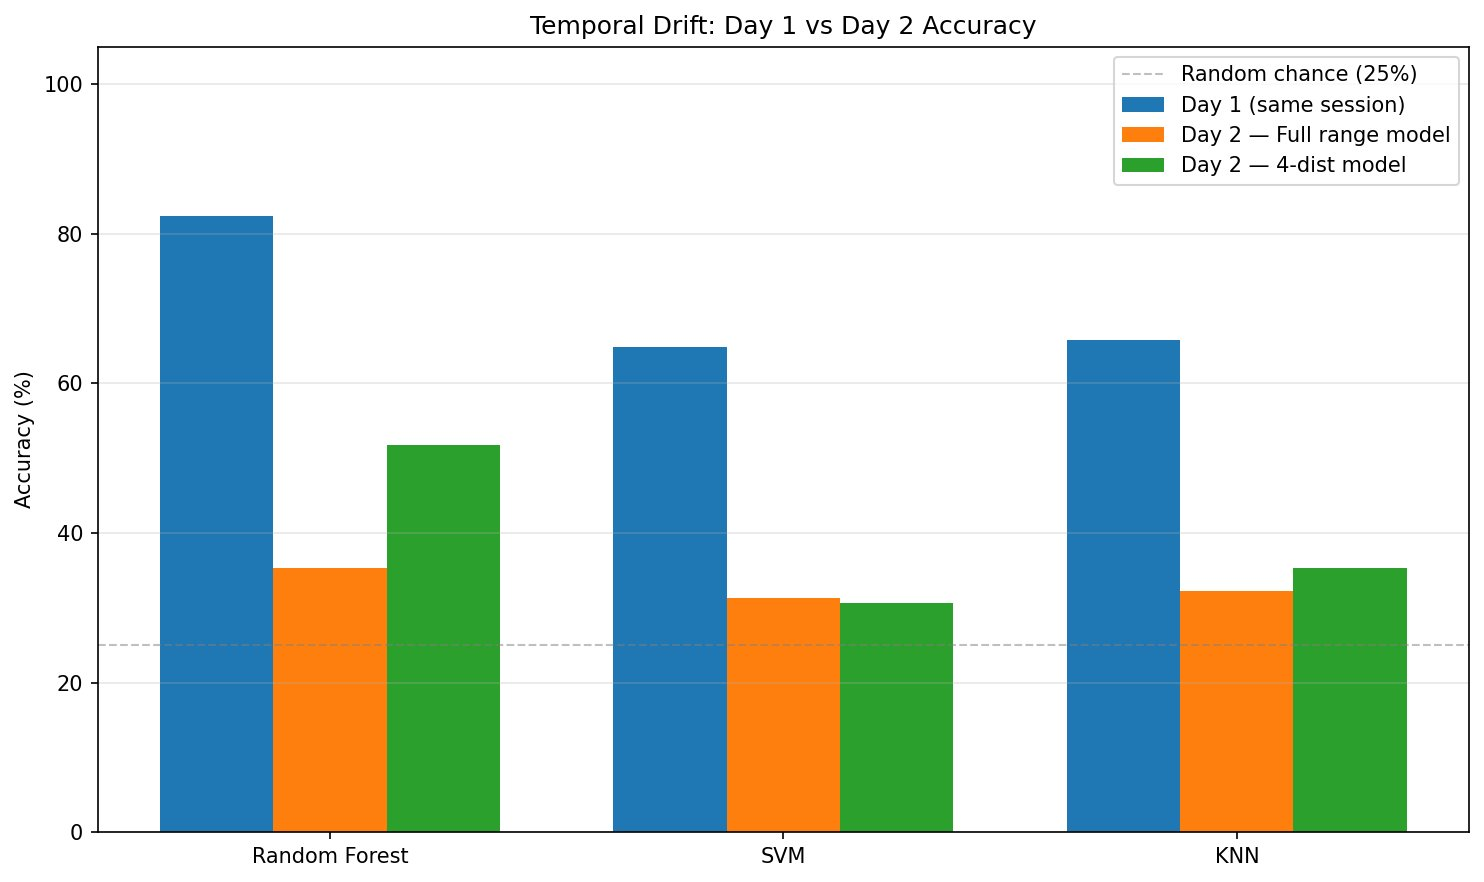 Temporal Drift: Day 1 vs Day 2 Accuracy
Random chance (25%)
Day 1 (same session)
Day 2 — Full range model
Day 2 — 4-dist model
Accuracy (%)
100
80
60
40
20
0
Random Forest
SVM
KNN